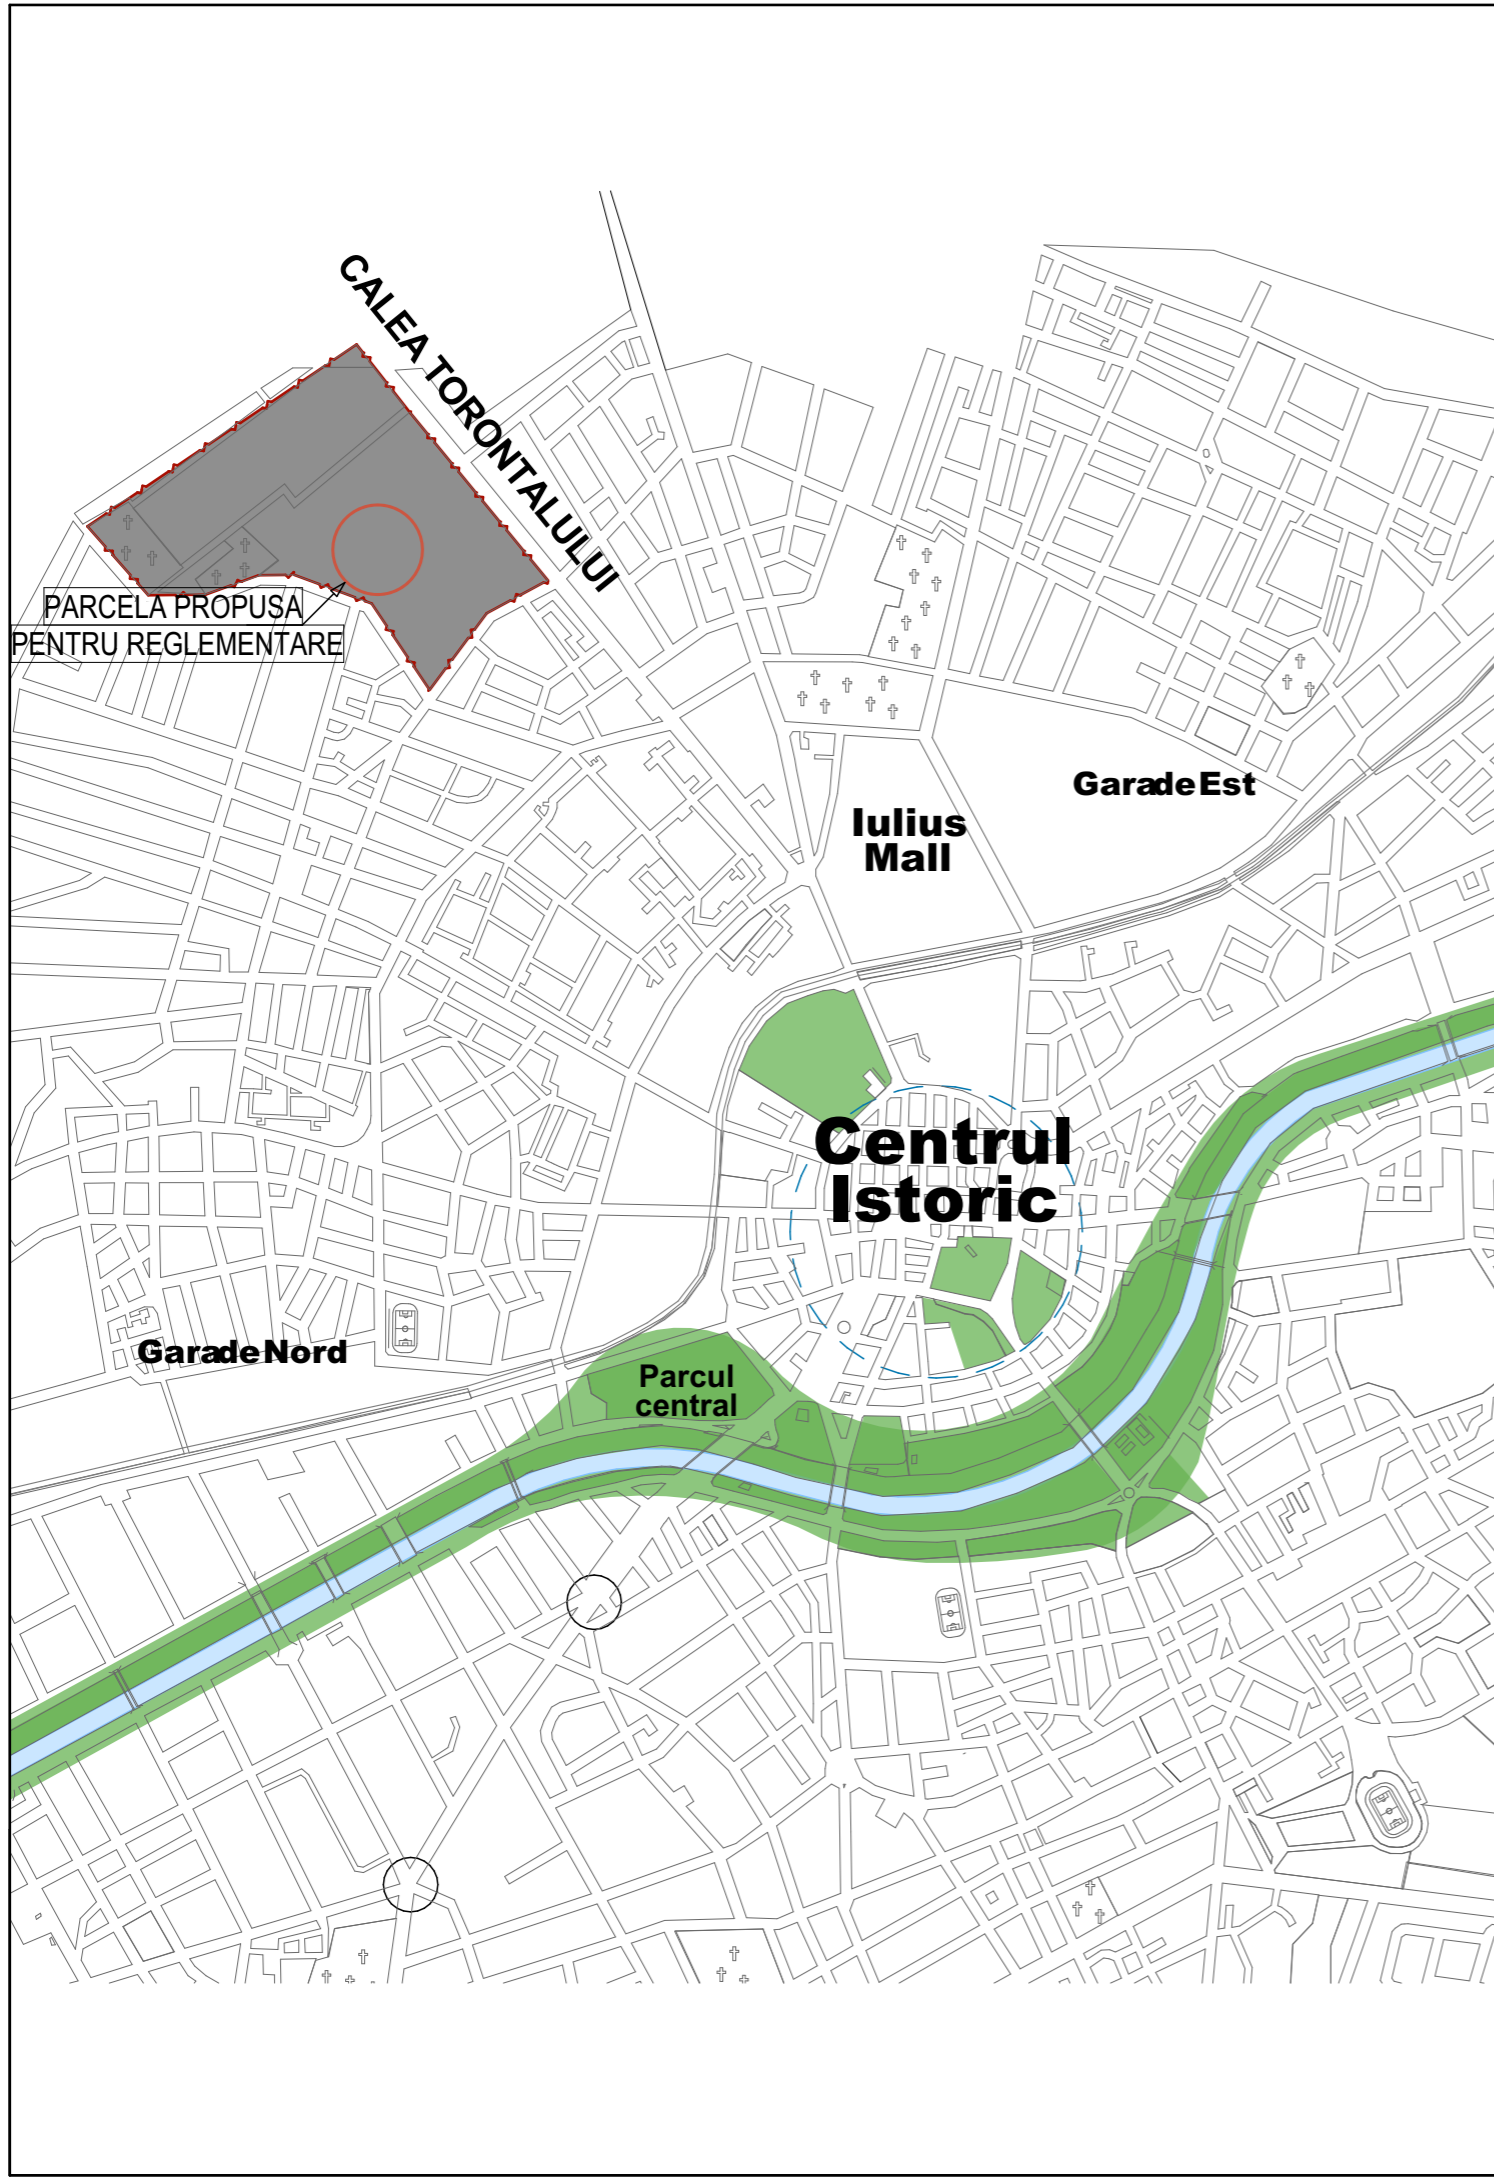 CALEA TORONTALULUI
PARCELA PROPUSA
PENTRU REGLEMENTARE
Gara de Est
Iulius
Mall
Centrul
Istoric
Gara de Nord
Parcul
central